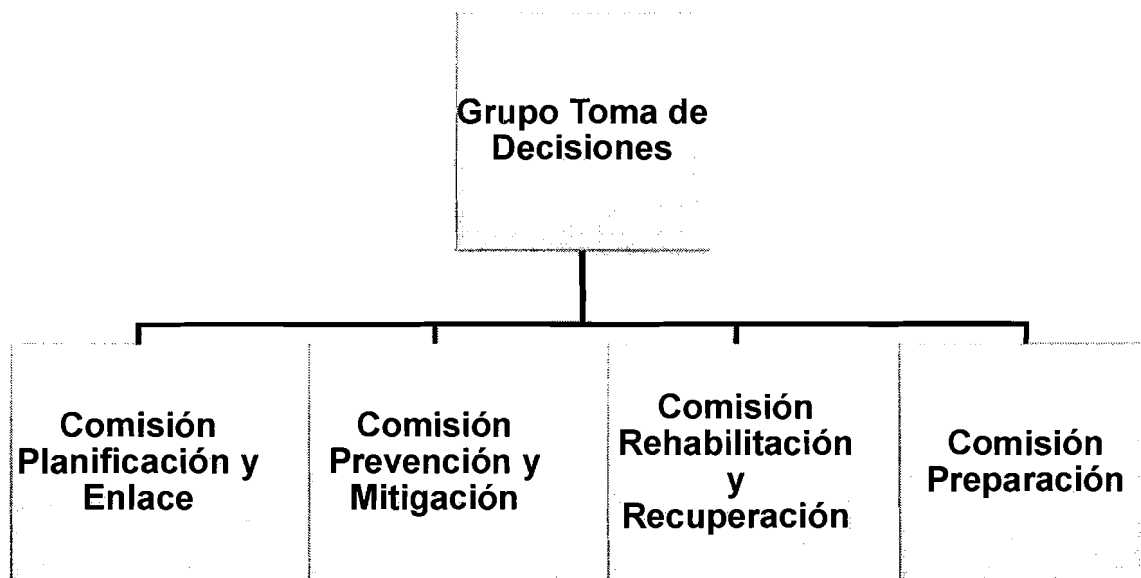 Grupo Toma de
Decisiones
Comisión
Planificación y
Enlace
Comisión
Prevención y
Mitigación
Comisión
Rehabilitación
y
Recuperación
Comisión
Preparación